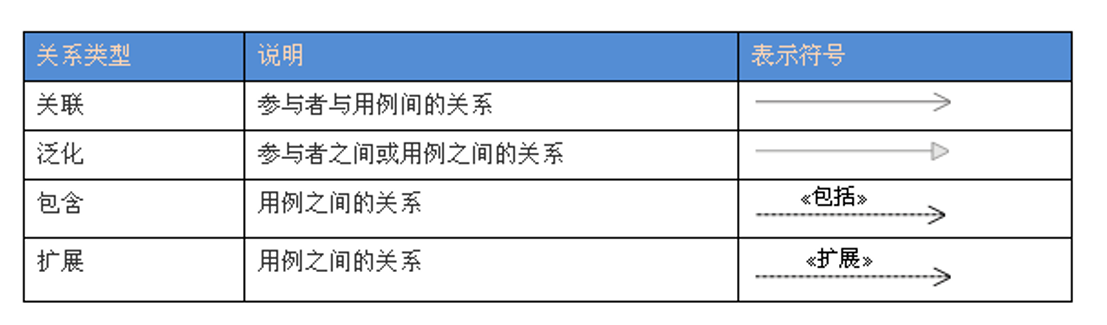 关系类型 说明 表示符号
关联 参与者与用例间的关系
泛化 参与者之间或用例之间的关系
包含 用例之间的关系 «包括»
扩展 用例之间的关系 «扩展»